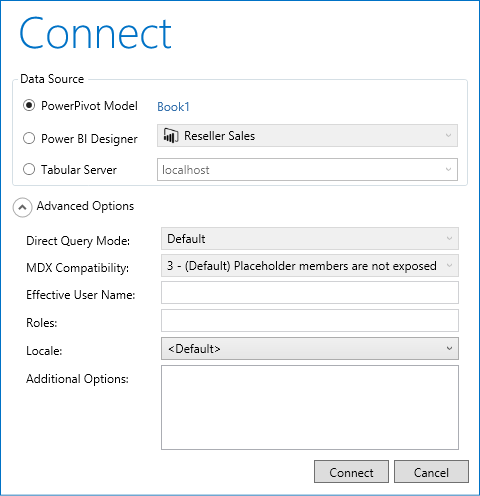 Connect
Data Source
PowerPivot Model Book1
Power BI Designer Reseller Sales
Tabular Server localhost
Advanced Options
Direct Query Mode: Default
MDX Compatibility: 3 - (Default) Placeholder members are not exposed
Effective User Name:
Roles:
Locale: <Default>
Additional Options:
Connect Cancel